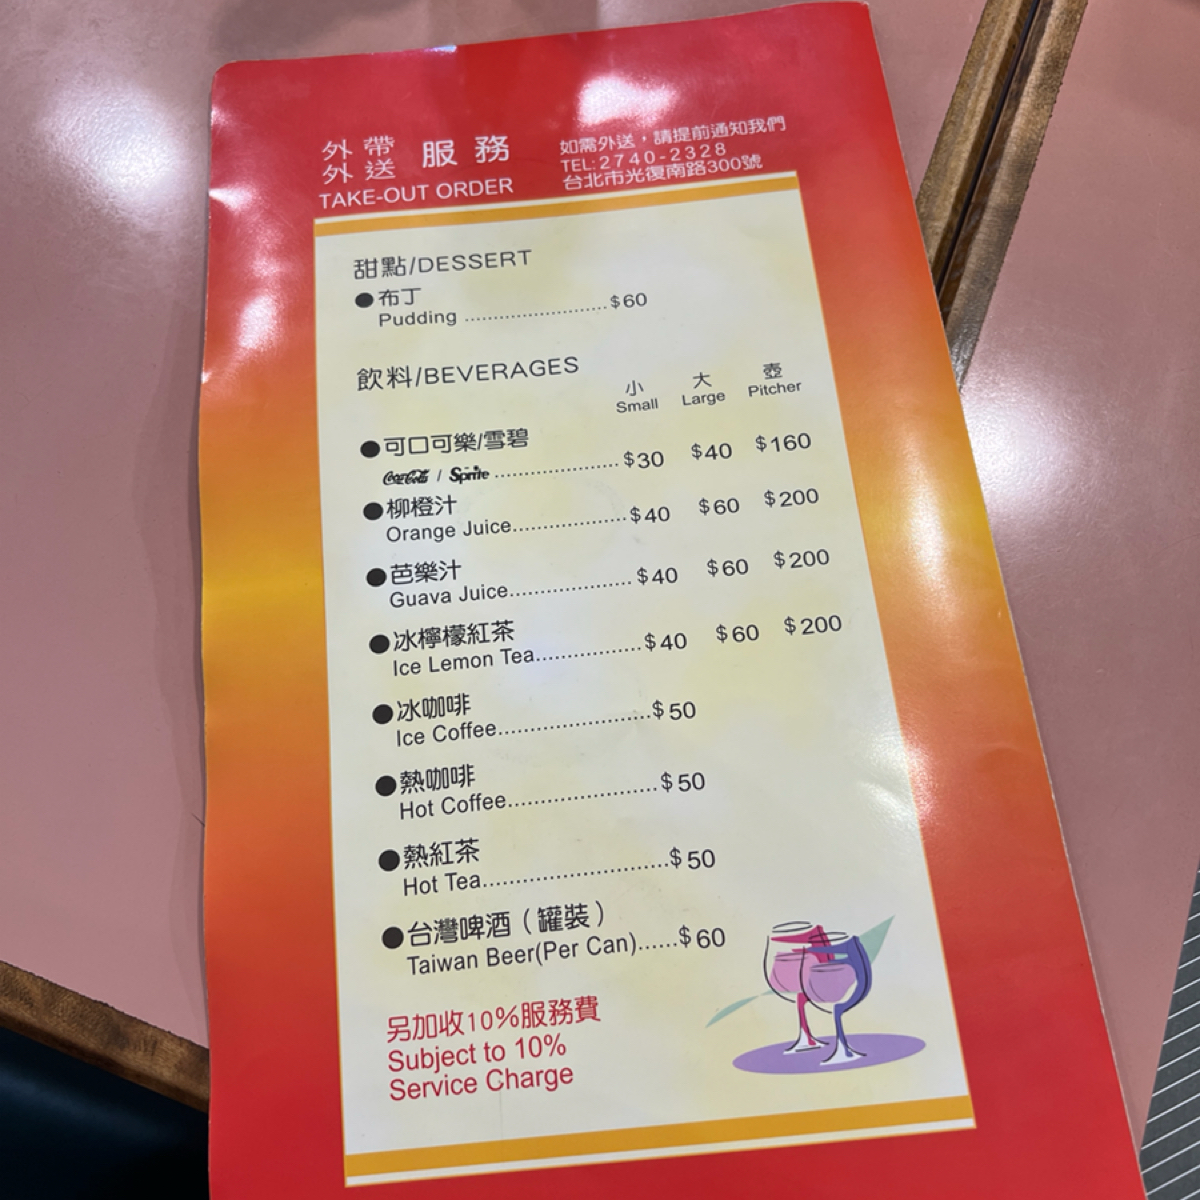 外帶 服務
外送
TAKE-OUT ORDER
如需外送，請提前通知我們
TEL:2740-2328
台北市光復南路300號
甜點/DESSERT
●布丁
Pudding ..........................$60
飲料/BEVERAGES
小 大 壺
Small Large Pitcher
●可口可樂/雪碧
Coca-Cola / Sprite ......................$30 $40 $160
●柳橙汁
Orange Juice....................$40 $60 $200
●芭樂汁
Guava Juice.....................$40 $60 $200
●冰檸檬紅茶
Ice Lemon Tea.................$40 $60 $200
●冰咖啡
Ice Coffee.........................$50
●熱咖啡
Hot Coffee........................$50
●熱紅茶
Hot Tea.............................$50
●台灣啤酒（罐裝）
Taiwan Beer(Per Can)......$60
另加收10%服務費
Subject to 10%
Service Charge